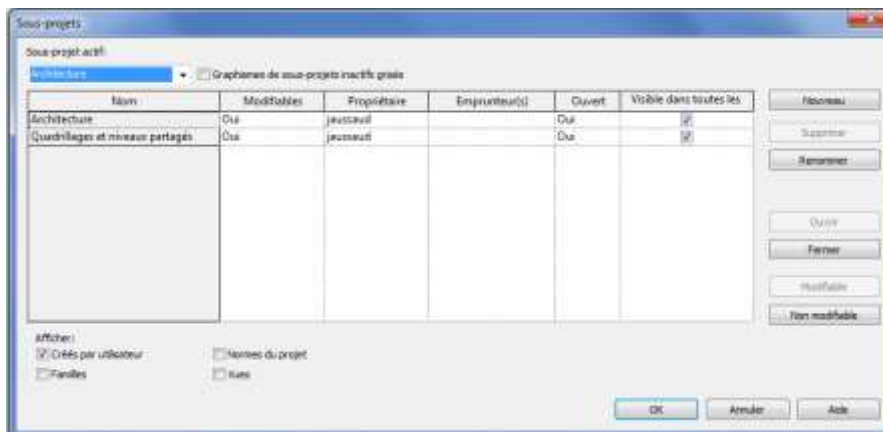 Sous-projets
Sous-projet actif:
Architecture
Graphismes de sous-projets inactifs grisés
Nom Modifiables Propriétaire Emprunteur(s) Ouvert Visible dans toutes les
Architecture Oui jeussaud Oui
Quadrillages et niveaux partagés Oui jeussaud Oui
Nouveau
Supprimer
Renommer
Ouvrir
Fermer
Modifiable
Non modifiable
Afficher:
Créés par utilisateur Normes du projet
Familles Vues
OK Annuler Aide